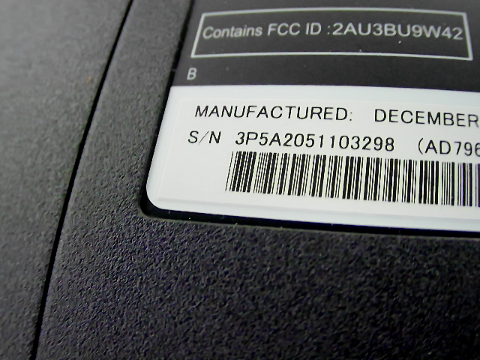 Contains FCC ID :2AU3BU9W42
B
MANUFACTURED: DECEMBER
S/N 3P5A2051103298 (AD796